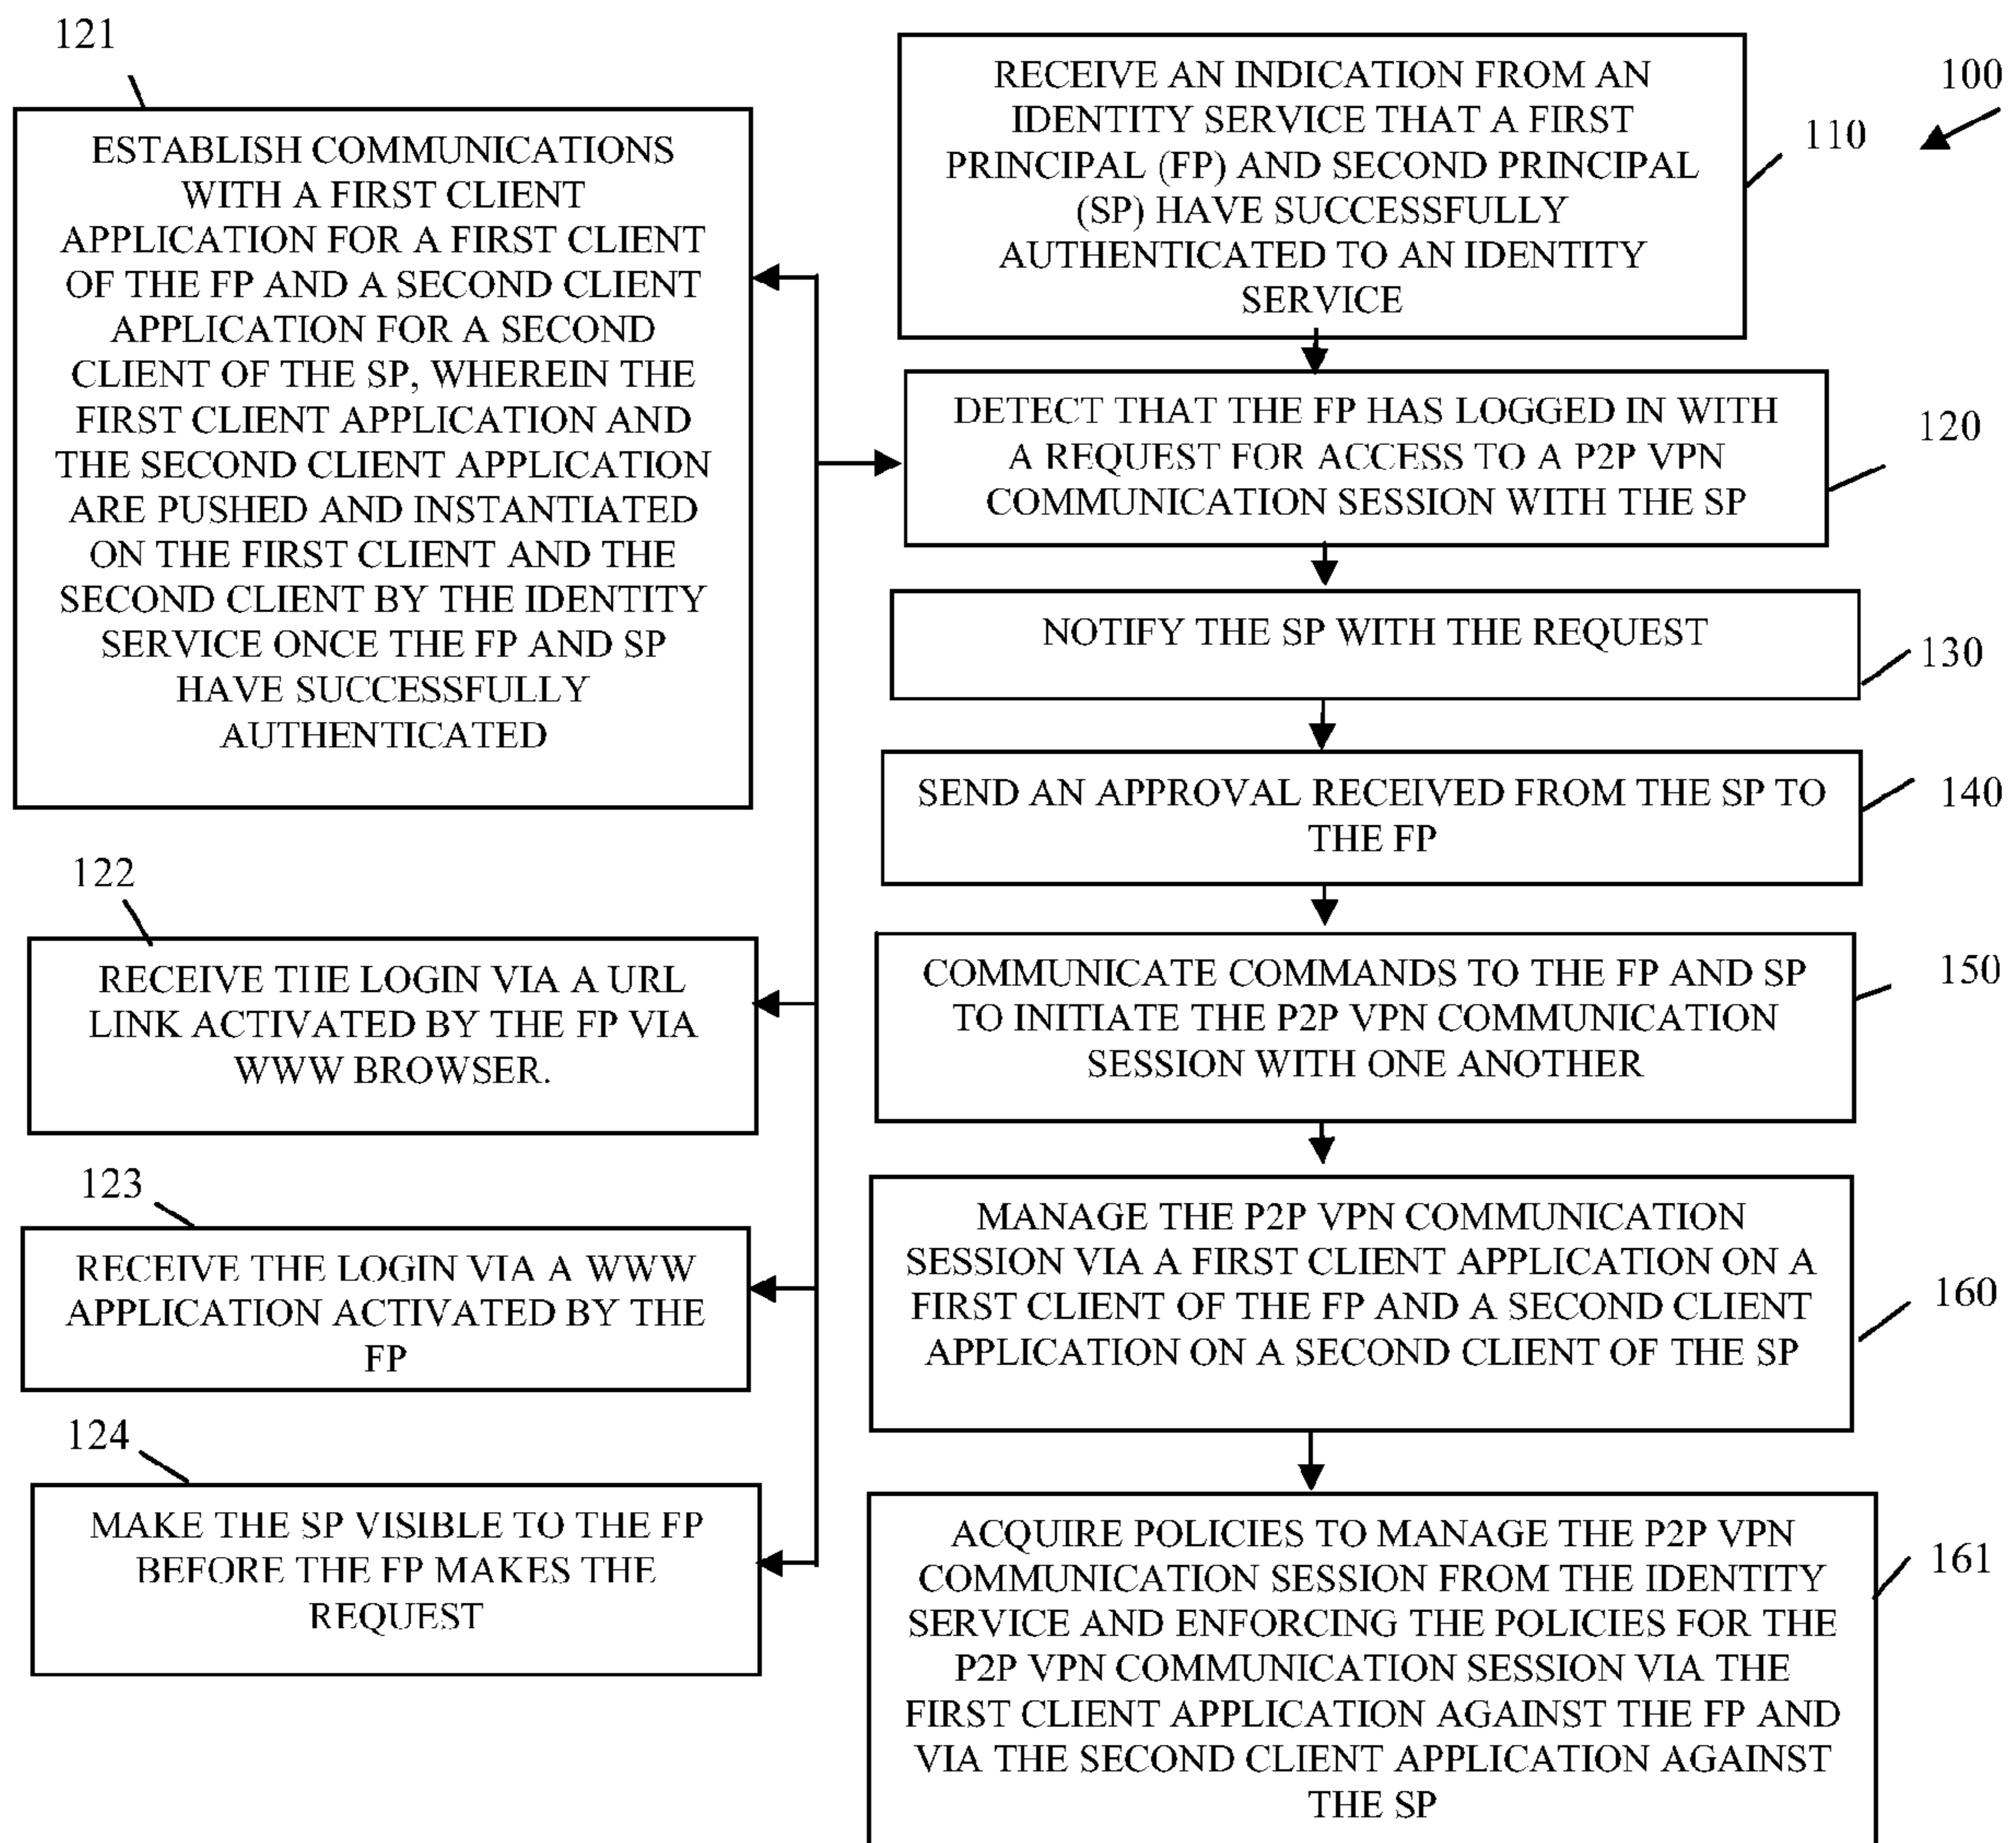 121
ESTABLISH COMMUNICATIONS
WITH A FIRST CLIENT
APPLICATION FOR A FIRST CLIENT
OF THE FP AND A SECOND CLIENT
APPLICATION FOR A SECOND
CLIENT OF THE SP, WHEREIN THE
FIRST CLIENT APPLICATION AND
THE SECOND CLIENT APPLICATION
ARE PUSHED AND INSTANTIATED
ON THE FIRST CLIENT AND THE
SECOND CLIENT BY THE IDENTITY
SERVICE ONCE THE FP AND SP
HAVE SUCCESSFULLY
AUTHENTICATED
122
RECEIVE THE LOGIN VIA A URL
LINK ACTIVATED BY THE FP VIA
WWW BROWSER.
123
RECEIVE THE LOGIN VIA A WWW
APPLICATION ACTIVATED BY THE
FP
124
MAKE THE SP VISIBLE TO THE FP
BEFORE THE FP MAKES THE
REQUEST
100
RECEIVE AN INDICATION FROM AN
IDENTITY SERVICE THAT A FIRST
PRINCIPAL (FP) AND SECOND PRINCIPAL
(SP) HAVE SUCCESSFULLY
AUTHENTICATED TO AN IDENTITY
SERVICE
110
DETECT THAT THE FP HAS LOGGED IN WITH
A REQUEST FOR ACCESS TO A P2P VPN
COMMUNICATION SESSION WITH THE SP
120
NOTIFY THE SP WITH THE REQUEST
130
SEND AN APPROVAL RECEIVED FROM THE SP TO
THE FP
140
COMMUNICATE COMMANDS TO THE FP AND SP
TO INITIATE THE P2P VPN COMMUNICATION
SESSION WITH ONE ANOTHER
150
MANAGE THE P2P VPN COMMUNICATION
SESSION VIA A FIRST CLIENT APPLICATION ON A
FIRST CLIENT OF THE FP AND A SECOND CLIENT
APPLICATION ON A SECOND CLIENT OF THE SP
160
ACQUIRE POLICIES TO MANAGE THE P2P VPN
COMMUNICATION SESSION FROM THE IDENTITY
SERVICE AND ENFORCING THE POLICIES FOR THE
P2P VPN COMMUNICATION SESSION VIA THE
FIRST CLIENT APPLICATION AGAINST THE FP AND
VIA THE SECOND CLIENT APPLICATION AGAINST
THE SP
161